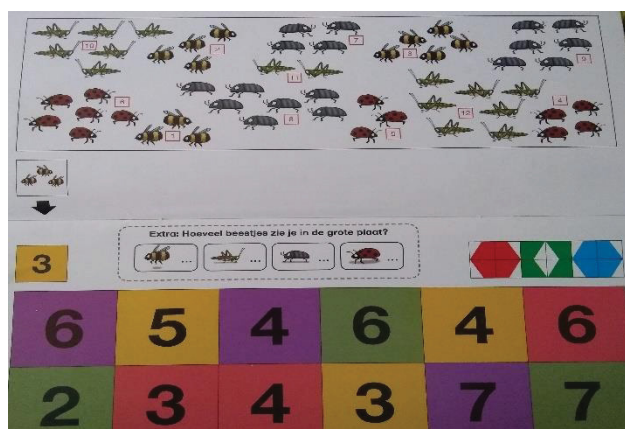 10 2 7 3 9
11
6 8 5 12 4
1
Extra: Hoeveel beestjes zie je in de grote plaat?
... ... ... ...
3
6 5 4 6 4 6
2 3 4 3 7 7